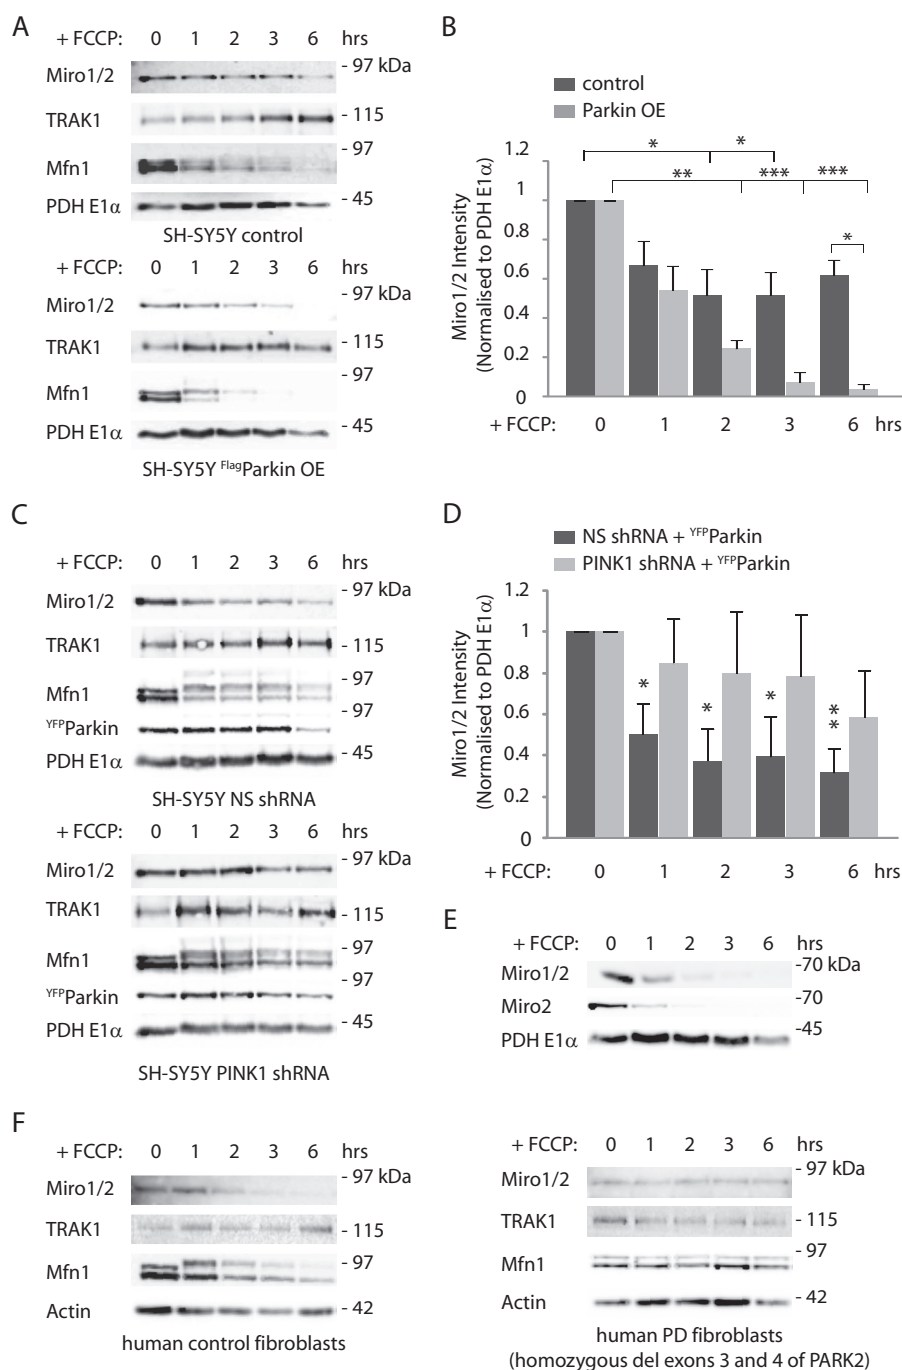 A
+ FCCP: 0 1 2 3 6 hrs
Miro1/2 - 97 kDa
TRAK1 - 115
Mfn1 - 97
PDH E1α - 45
SH-SY5Y control
+ FCCP: 0 1 2 3 6 hrs
Miro1/2 - 97 kDa
TRAK1 - 115
Mfn1 - 97
PDH E1α - 45
SH-SY5Y FlagParkin OE
B
control
Parkin OE
* *
** *** ***
*
Miro1/2 Intensity
(Normalised to PDH E1α)
1.2
1
0.8
0.6
0.4
0.2
0
+ FCCP: 0 1 2 3 6 hrs
C
+ FCCP: 0 1 2 3 6 hrs
Miro1/2 - 97 kDa
TRAK1 - 115
Mfn1 - 97
YFPParkin - 97
PDH E1α - 45
SH-SY5Y NS shRNA
+ FCCP: 0 1 2 3 6 hrs
Miro1/2 - 97 kDa
TRAK1 - 115
Mfn1 - 97
YFPParkin - 97
PDH E1α - 45
SH-SY5Y PINK1 shRNA
D
NS shRNA + YFPParkin
PINK1 shRNA + YFPParkin
Miro1/2 Intensity
(Normalised to PDH E1α)
1.2
1
0.8
0.6
0.4
0.2
0
* * * **
+ FCCP: 0 1 2 3 6 hrs
E
+ FCCP: 0 1 2 3 6 hrs
Miro1/2 -70 kDa
Miro2 -70
PDH E1α -45
F
+ FCCP: 0 1 2 3 6 hrs
Miro1/2 - 97 kDa
TRAK1 - 115
Mfn1 - 97
Actin - 42
human control fibroblasts
+ FCCP: 0 1 2 3 6 hrs
Miro1/2 - 97 kDa
TRAK1 - 115
Mfn1 - 97
Actin - 42
human PD fibroblasts
(homozygous del exons 3 and 4 of PARK2)